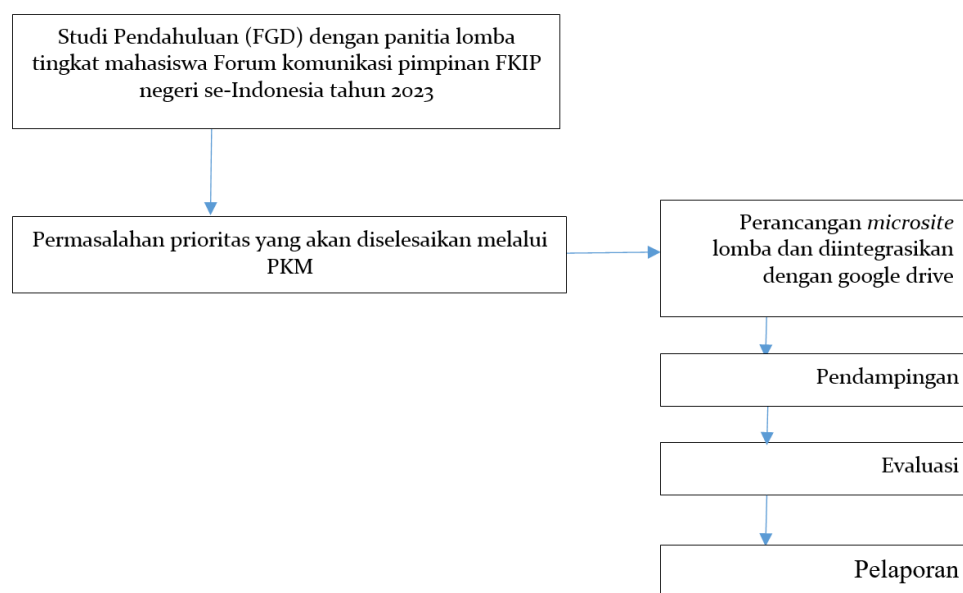 Studi Pendahuluan (FGD) dengan panitia lomba
tingkat mahasiswa Forum komunikasi pimpinan FKIP
negeri se-Indonesia tahun 2023
Permasalahan prioritas yang akan diselesaikan melalui
PKM
Perancangan microsite
lomba dan diintegrasikan
dengan google drive
Pendampingan
Evaluasi
Pelaporan